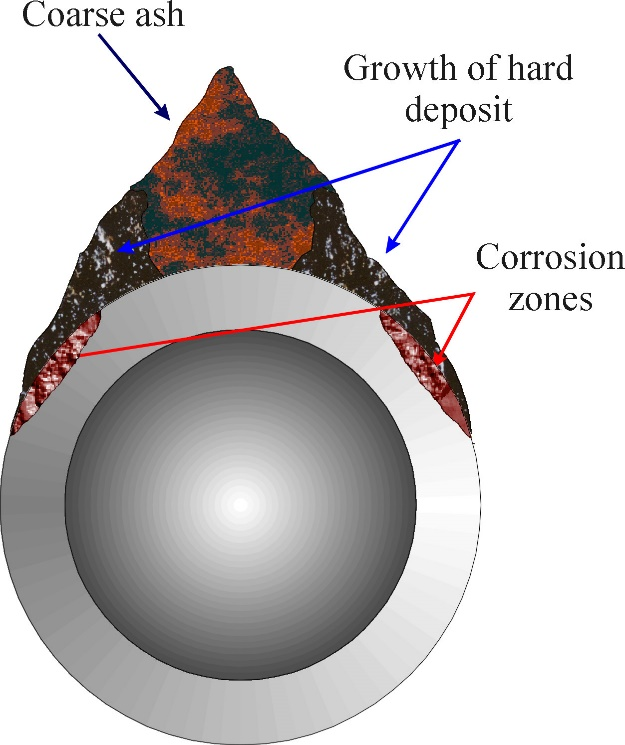 Coarse ash
Growth of hard
deposit
Corrosion
zones